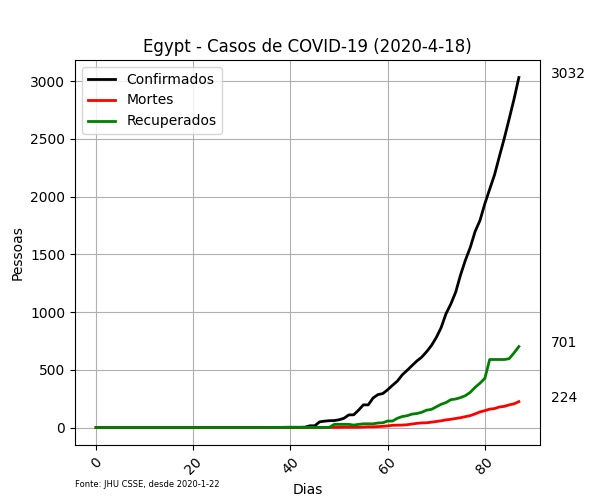 Egypt - Casos de COVID-19 (2020-4-18)
Confirmados
Mortes
Recuperados
3032
701
224
Pessoas
3000
2500
2000
1500
1000
500
0
0
20
40
60
80
Dias
Fonte: JHU CSSE, desde 2020-1-22